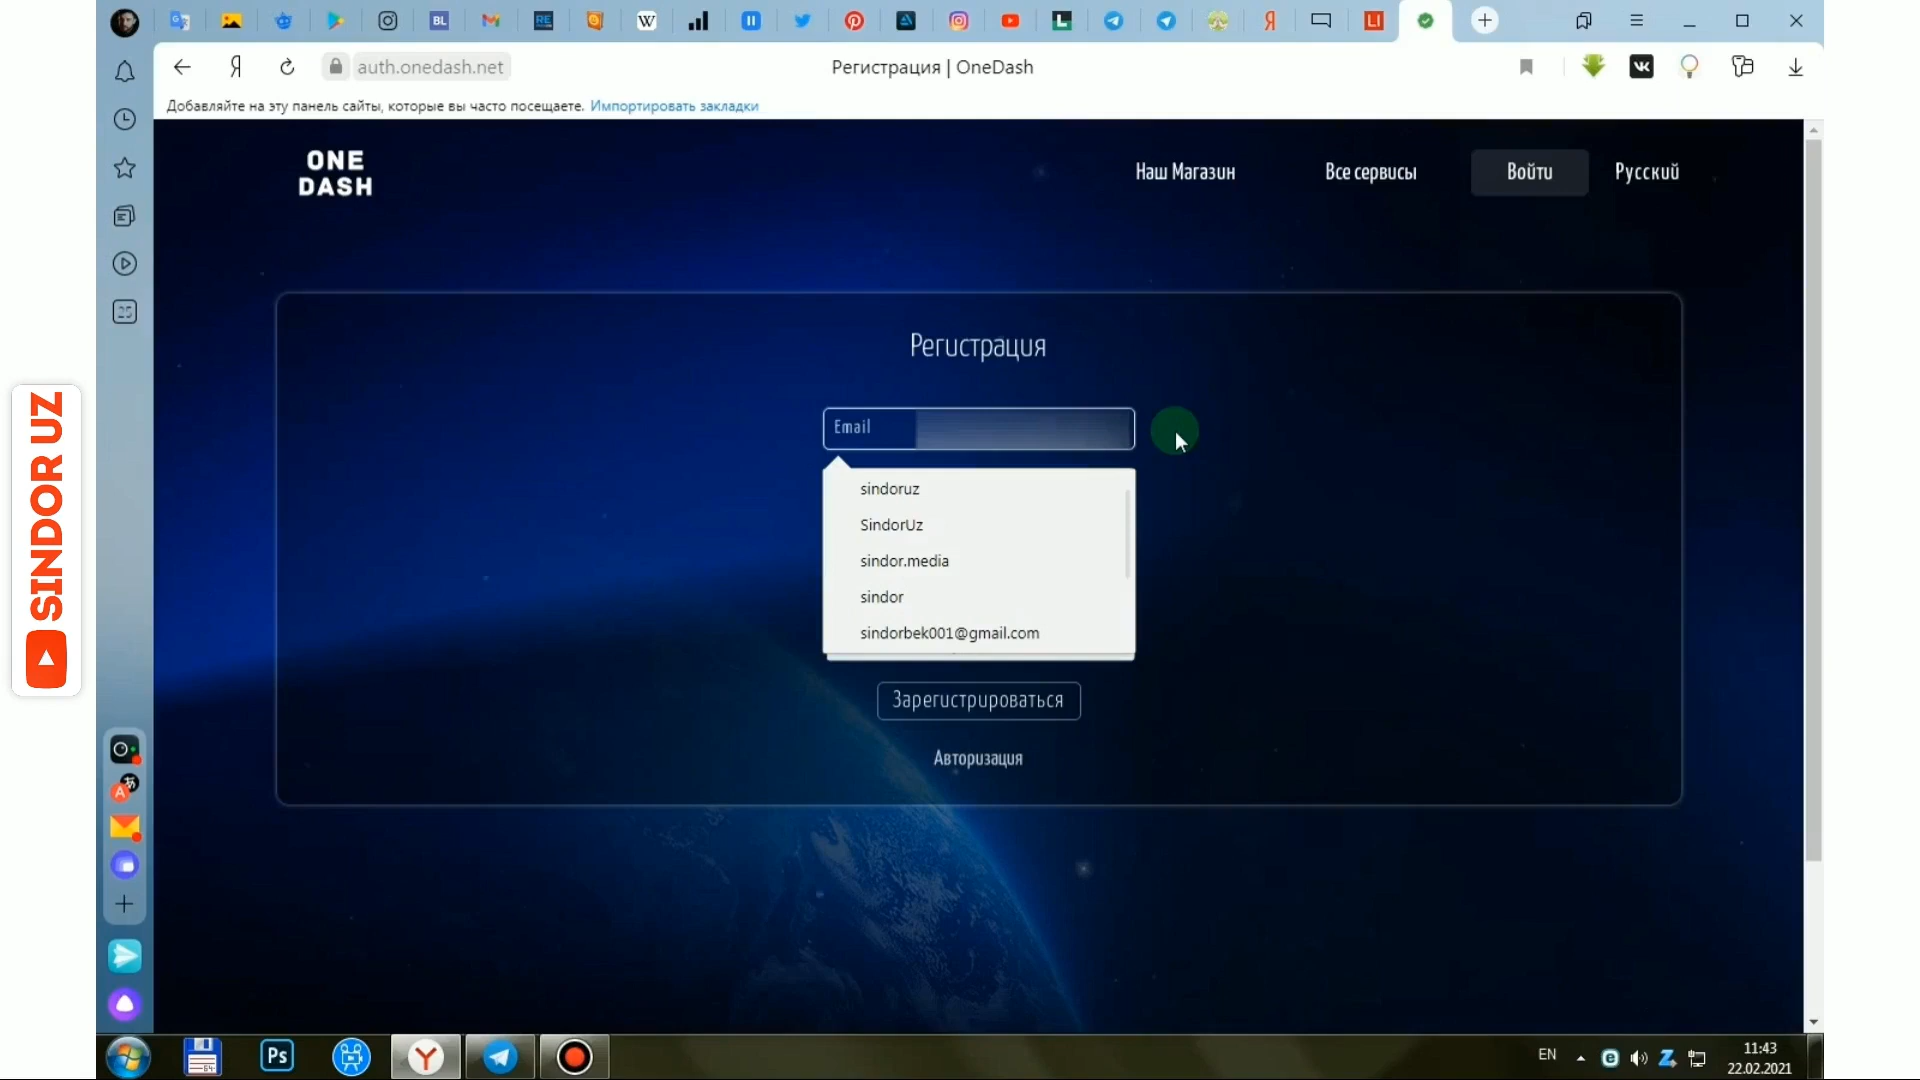 auth.onedash.net
Регистрация | OneDash
Добавляйте на эту панель сайты, которые вы часто посещаете. Импортировать закладки
ONE
DASH
Наш Магазин
Все сервисы
Войти
Русский
Регистрация
Email
sindoruz
SindorUz
sindor.media
sindor
sindorbek001@gmail.com
Зарегистрироваться
Авторизация
SINDOR UZ
EN
11:43
22.02.2021